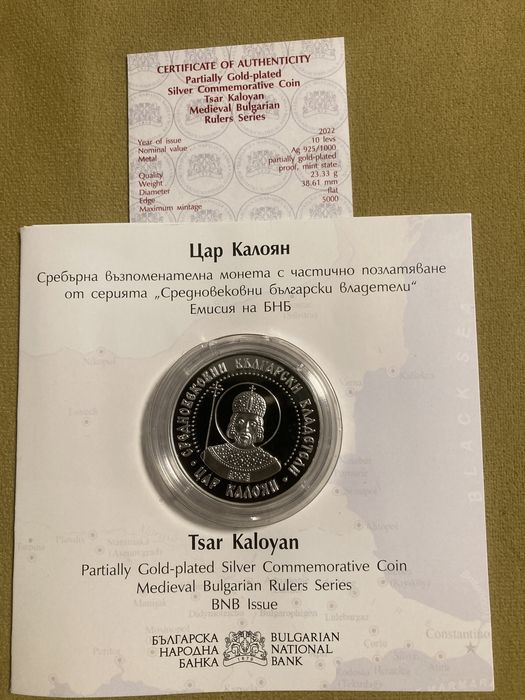 CERTIFICATE OF AUTHENTICITY
Partially Gold-plated
Silver Commemorative Coin
Tsar Kaloyan
Medieval Bulgarian
Rulers Series
Year of issue 2022
Nominal value 10 levs
Metal Ag 925/1000
partially gold-plated
Quality proof, mint state
Weight 23.33 g
Diameter 38.61 mm
Edge flat
Maximum mintage 5000
Цар Калоян
Сребърна възпоменателна монета с частично позлатяване
от серията „Средновековни български владетели“
Емисия на БНБ
СРЕДНОВЕКОВНИ БЪЛГАРСКИ ВЛАДЕТЕЛИ
ЦАР КАЛОЯН
BLACK SEA
Tsar Kaloyan
Partially Gold-plated Silver Commemorative Coin
Medieval Bulgarian Rulers Series
BNB Issue
Constantino
БЪЛГАРСКА
НАРОДНА
БАНКА
1879
BULGARIAN
NATIONAL
BANK